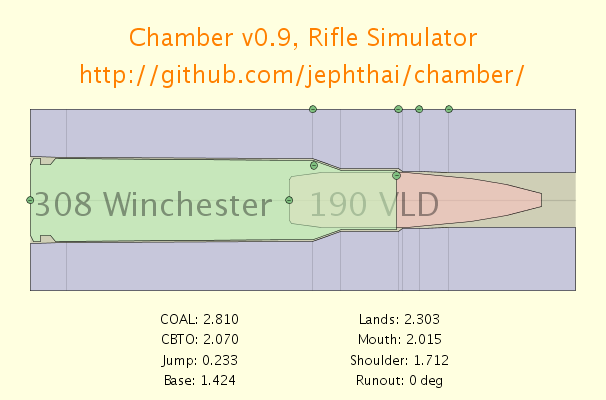 Chamber v0.9, Rifle Simulator
http://github.com/jephthai/chamber/
308 Winchester 190 VLD
COAL: 2.810
CBTO: 2.070
Jump: 0.233
Base: 1.424
Lands: 2.303
Mouth: 2.015
Shoulder: 1.712
Runout: 0 deg